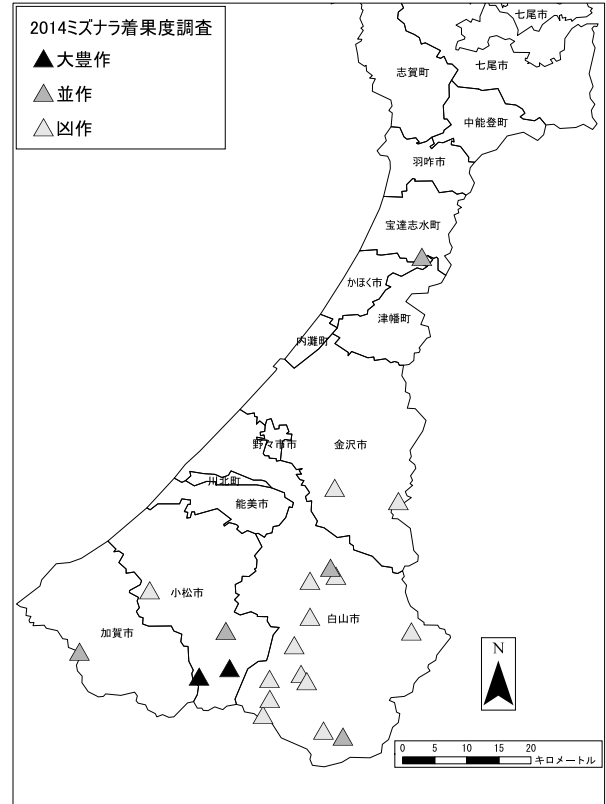 2014ミズナラ着果度調査
大豊作
並作
凶作
七尾市
七尾市
志賀町
中能登町
羽咋市
宝達志水町
かほく市
津幡町
内灘町
野々市市
金沢市
川北町
能美市
小松市
白山市
加賀市
N
0 5 10 15 20
キロメートル